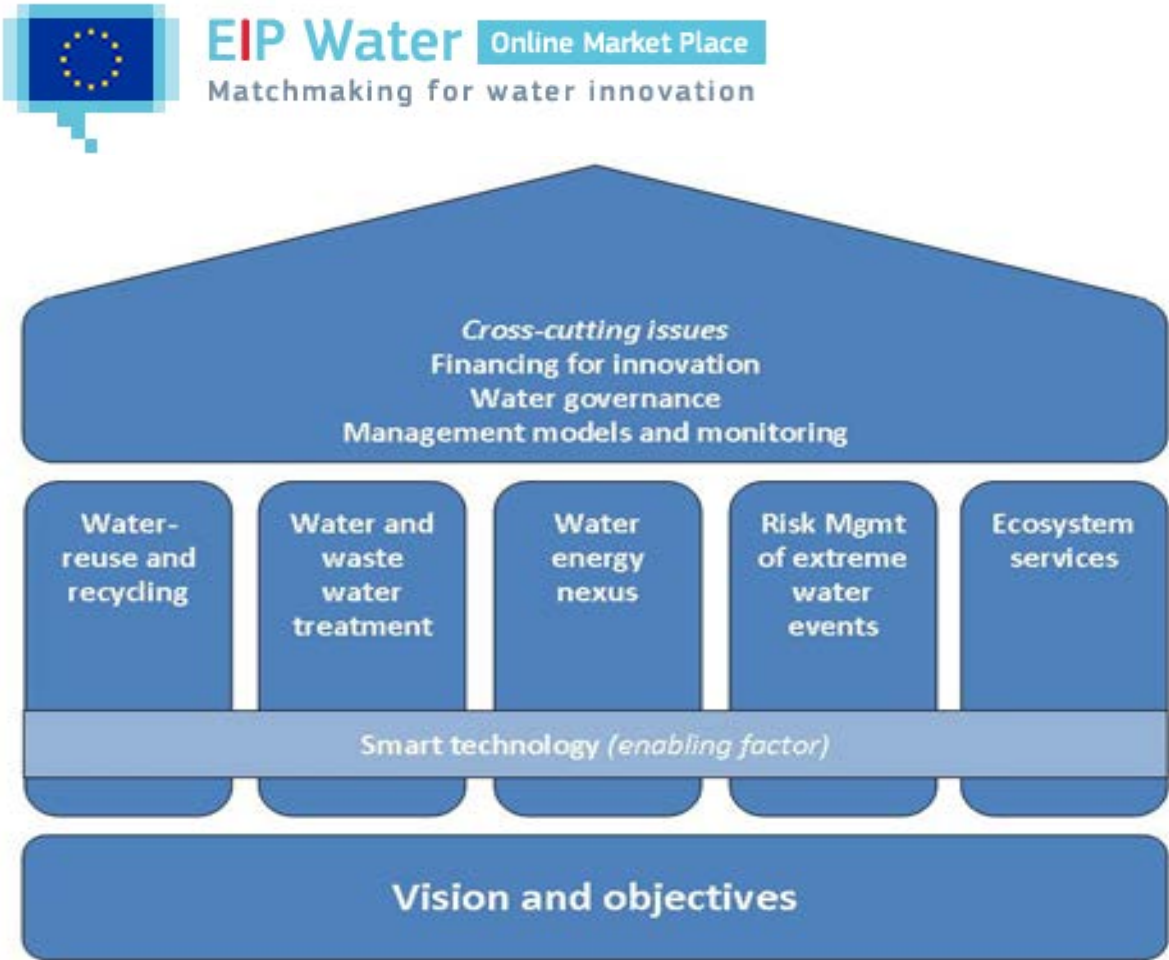 EIP Water Online Market Place
Matchmaking for water innovation
Cross-cutting issues
Financing for innovation
Water governance
Management models and monitoring
Water-
reuse and
recycling
Water and
waste
water
treatment
Water
energy
nexus
Risk Mgmt
of extreme
water
events
Ecosystem
services
Smart technology (enabling factor)
Vision and objectives